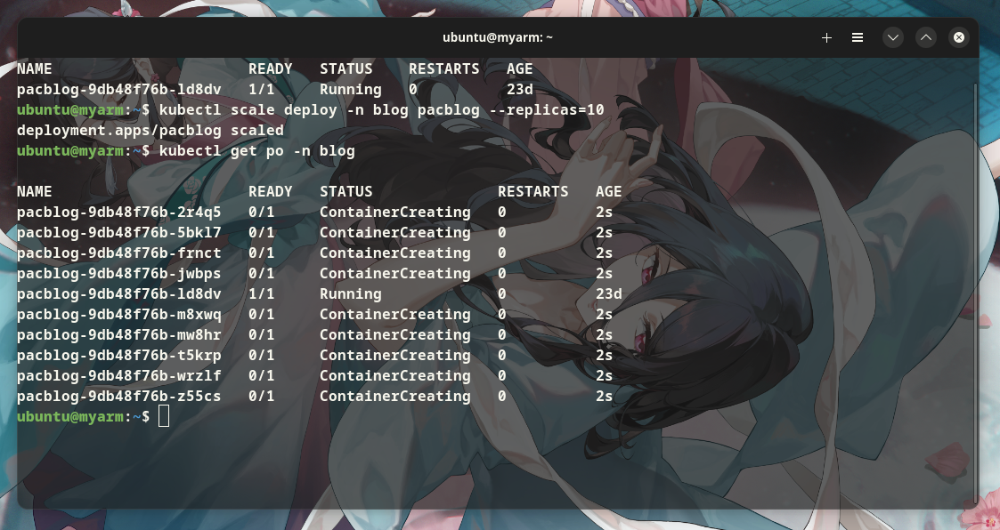 ubuntu@myarm: ~
NAME                      READY   STATUS    RESTARTS   AGE
pacblog-9db48f76b-ld8dv   1/1     Running   0          23d
ubuntu@myarm:~$ kubectl scale deploy -n blog pacblog --replicas=10
deployment.apps/pacblog scaled
ubuntu@myarm:~$ kubectl get po -n blog
NAME                      READY   STATUS              RESTARTS   AGE
pacblog-9db48f76b-2r4q5   0/1     ContainerCreating   0          2s
pacblog-9db48f76b-5bkl7   0/1     ContainerCreating   0          2s
pacblog-9db48f76b-frnct   0/1     ContainerCreating   0          2s
pacblog-9db48f76b-jwbps   0/1     ContainerCreating   0          2s
pacblog-9db48f76b-ld8dv   1/1     Running             0          23d
pacblog-9db48f76b-m8xwq   0/1     ContainerCreating   0          2s
pacblog-9db48f76b-mw8hr   0/1     ContainerCreating   0          2s
pacblog-9db48f76b-t5krp   0/1     ContainerCreating   0          2s
pacblog-9db48f76b-wrzlf   0/1     ContainerCreating   0          2s
pacblog-9db48f76b-z55cs   0/1     ContainerCreating   0          2s
ubuntu@myarm:~$